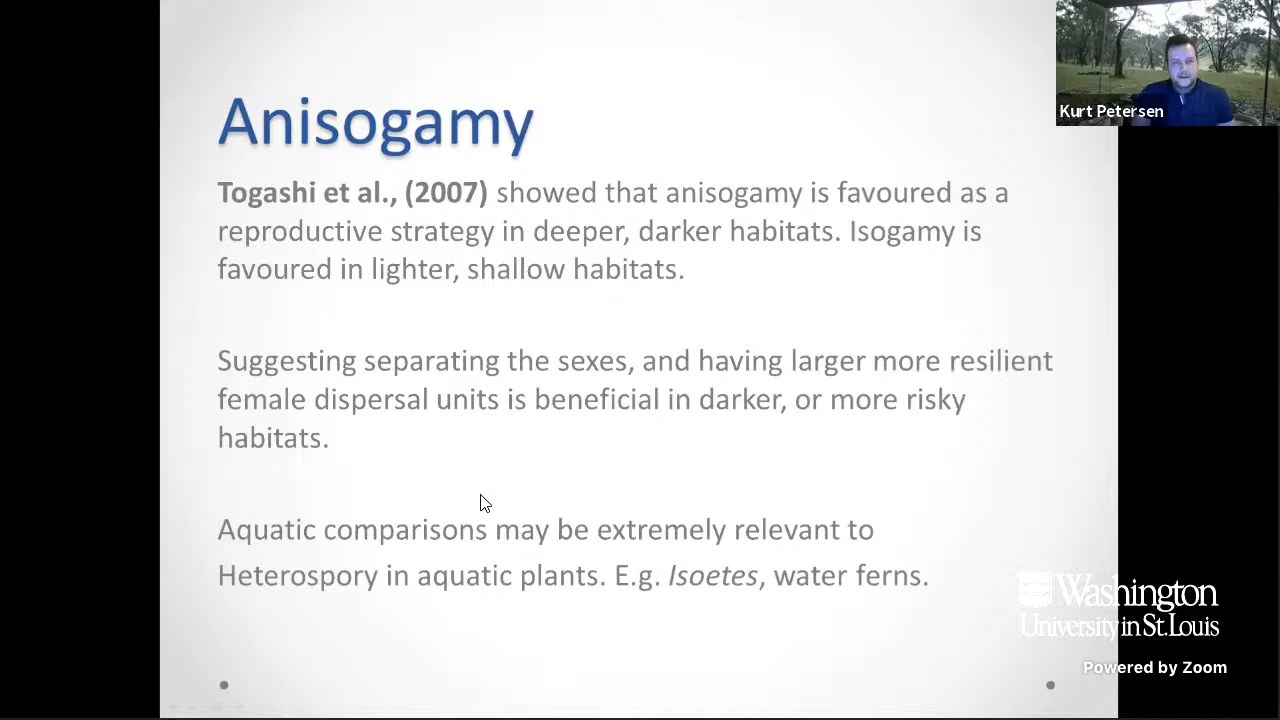 Anisogamy
Togashi et al., (2007) showed that anisogamy is favoured as a
reproductive strategy in deeper, darker habitats. Isogamy is
favoured in lighter, shallow habitats.
Suggesting separating the sexes, and having larger more resilient
female dispersal units is beneficial in darker, or more risky
habitats.
Aquatic comparisons may be extremely relevant to
Heterospory in aquatic plants. E.g. Isoetes, water ferns.
Kurt Petersen
Washington
University in St. Louis
Powered by Zoom